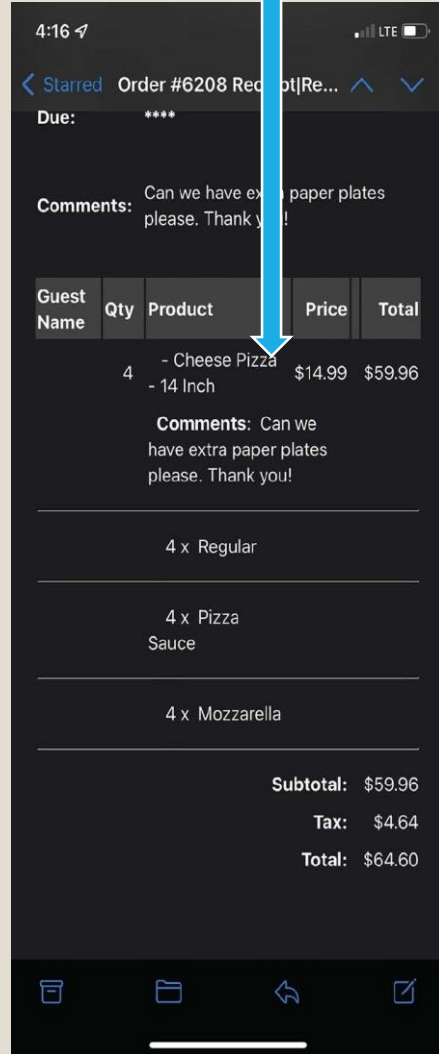 4:16 LTE
Starred Order #6208 Rec pt|Re...
Due: ****
Comments: Can we have ex paper plates
please. Thank y !
Guest
Name Qty Product Price Total
4 - Cheese Pizza $14.99 $59.96
- 14 Inch
Comments: Can we
have extra paper plates
please. Thank you!
4 x Regular
4 x Pizza
Sauce
4 x Mozzarella
Subtotal: $59.96
Tax: $4.64
Total: $64.60